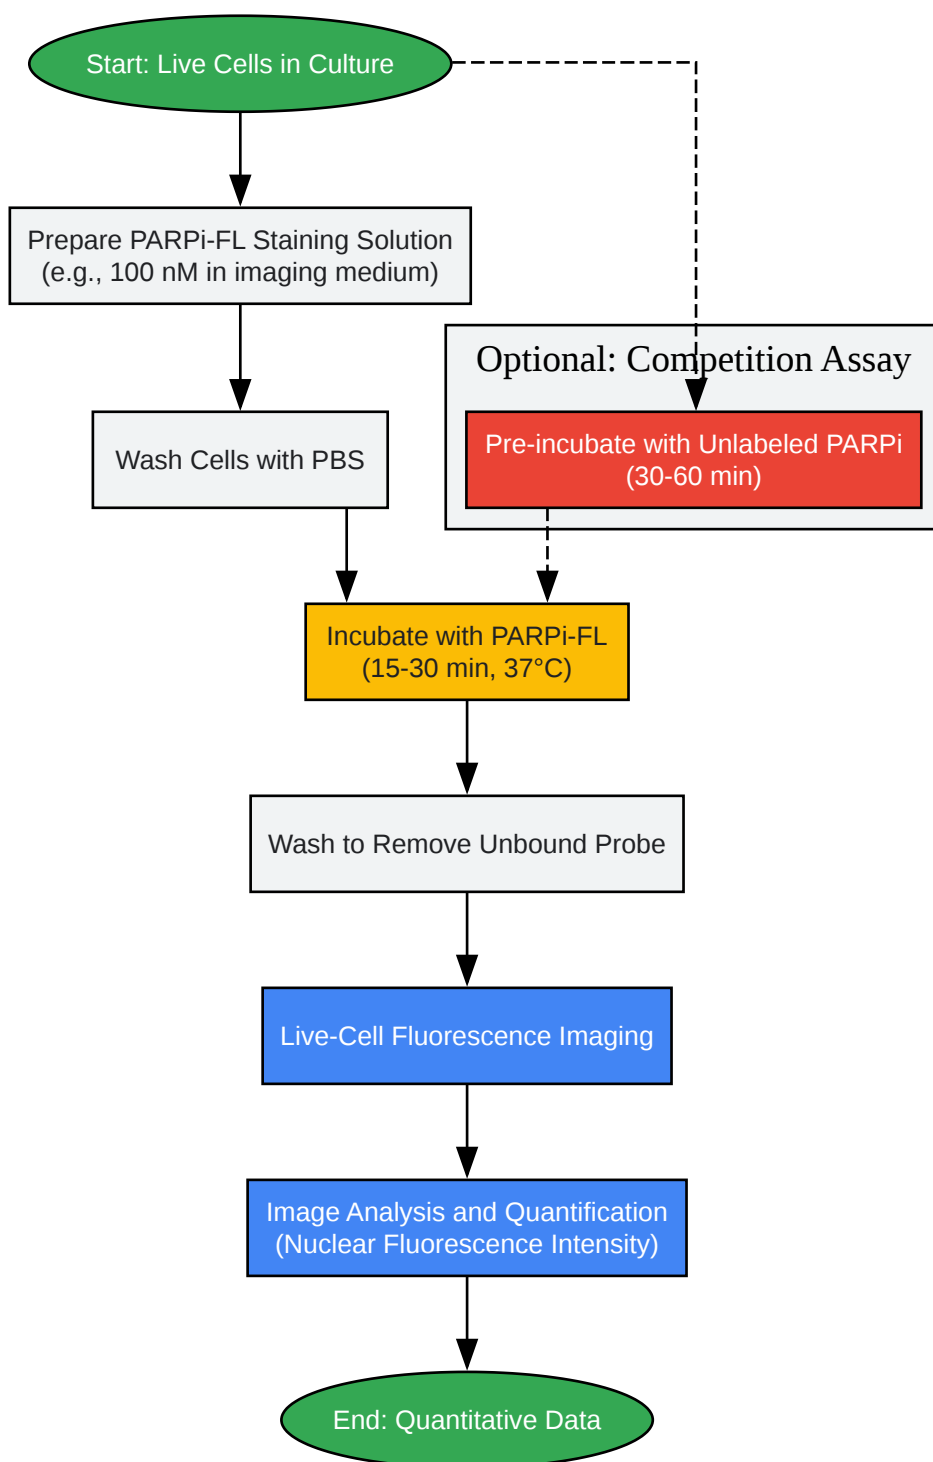 Start: Live Cells in Culture
Prepare PARPi-FL Staining Solution
(e.g., 100 nM in imaging medium)
Optional: Competition Assay
Wash Cells with PBS
Pre-incubate with Unlabeled PARPi
(30-60 min)
Incubate with PARPi-FL
(15-30 min, 37°C)
Wash to Remove Unbound Probe
Live-Cell Fluorescence Imaging
Image Analysis and Quantification
(Nuclear Fluorescence Intensity)
End: Quantitative Data